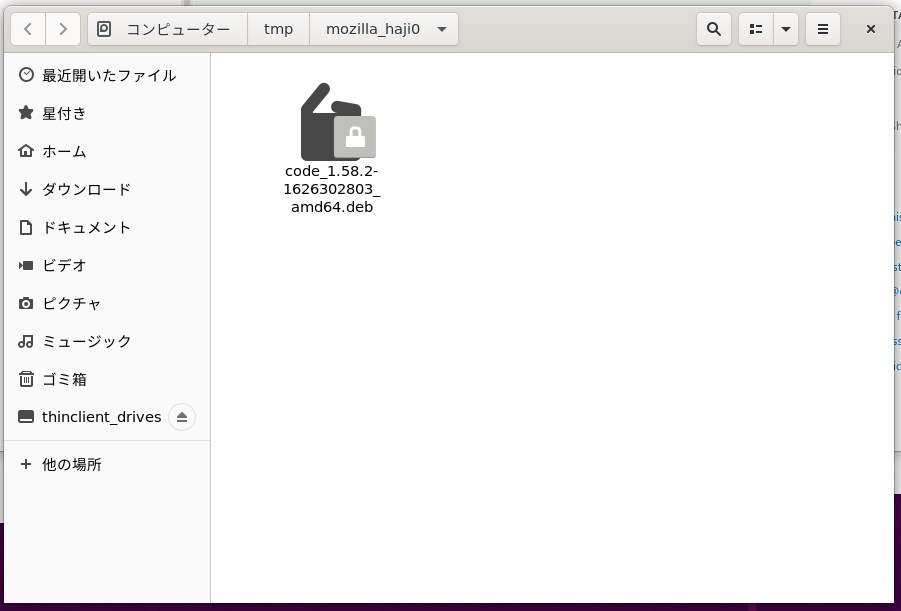 コンピューター tmp mozilla_haji0
最近開いたファイル
星付き
ホーム
ダウンロード
ドキュメント
ビデオ
ピクチャ
ミュージック
ゴミ箱
thinclient_drives
他の場所
code_1.58.2-
1626302803_
amd64.deb